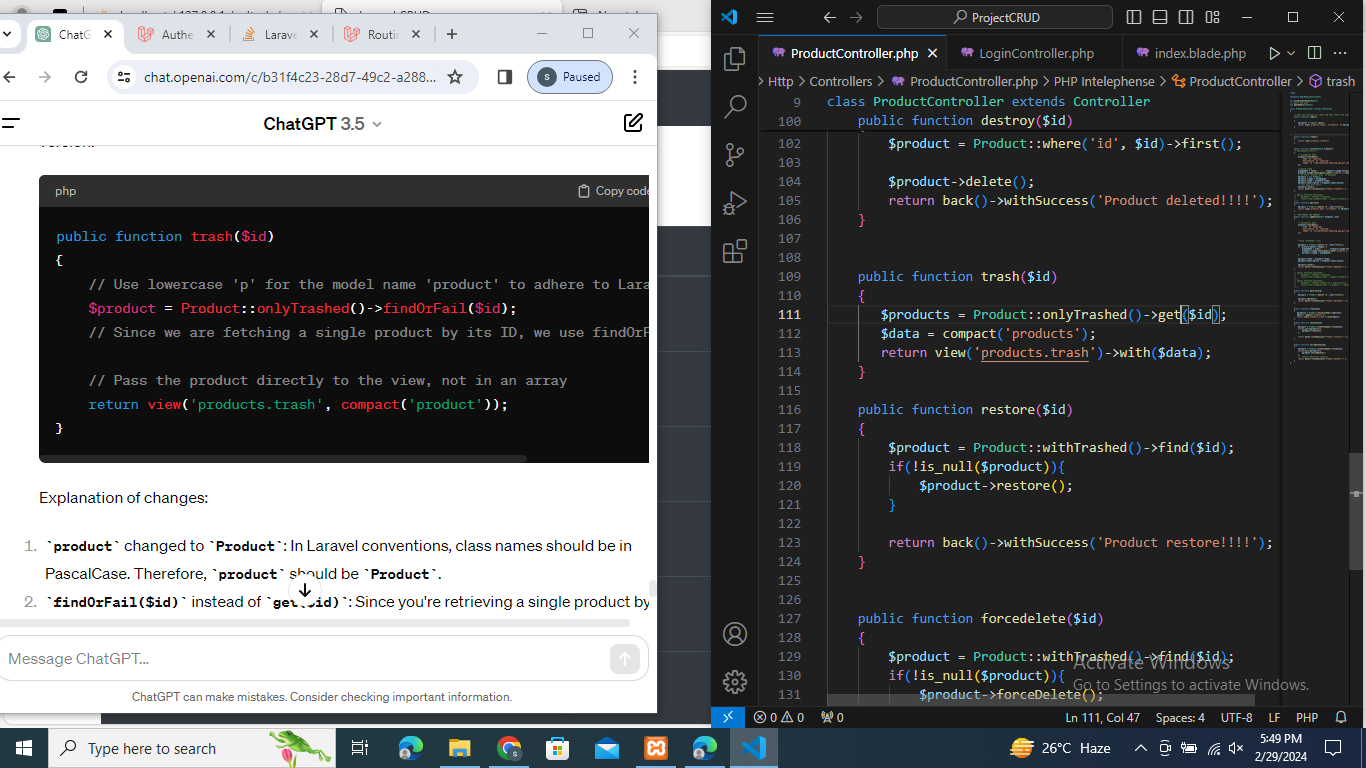 ChatG
Authe
Larave
Routin
chat.openai.com/c/b31f4c23-28d7-49c2-a288...
S
Paused
ChatGPT 3.5
php
Copy code
public function trash($id)
{
// Use lowercase 'p' for the model name 'product' to adhere to Lara
$product = Product::onlyTrashed()->findOrFail($id);
// Since we are fetching a single product by its ID, we use findOrF
// Pass the product directly to the view, not in an array
return view('products.trash', compact('product'));
}
Explanation of changes:
1. `product` changed to `Product`: In Laravel conventions, class names should be in
PascalCase. Therefore, `product` should be `Product`.
2. `findOrFail($id)` instead of `get($id)`: Since you're retrieving a single product by
Message ChatGPT...
ChatGPT can make mistakes. Consider checking important information.
ProjectCRUD
ProductController.php
LoginController.php
index.blade.php
> Http > Controllers > ProductController.php > PHP Intelephense > ProductController > trash
9 class ProductController extends Controller
100 public function destroy($id)
102 $product = Product::where('id', $id)->first();
103
104 $product->delete();
105 return back()->withSuccess('Product deleted!!!!');
106 }
107
108
109 public function trash($id)
110 {
111 $products = Product::onlyTrashed()->get($id);
112 $data = compact('products');
113 return view('products.trash')->with($data);
114 }
115
116 public function restore($id)
117 {
118 $product = Product::withTrashed()->find($id);
119 if(!is_null($product)){
120 $product->restore();
121 }
122
123 return back()->withSuccess('Product restore!!!!');
124 }
125
126
127 public function forcedelete($id)
128 {
129 $product = Product::withTrashed()->find($id);
130 if(!is_null($product)){
131 $product->forceDelete();
Activate Windows
Go to Settings to activate Windows.
0 0 0
Ln 111, Col 47
Spaces: 4
UTF-8
LF
PHP
Type here to search
S
26°C Haze
5:49 PM
2/29/2024